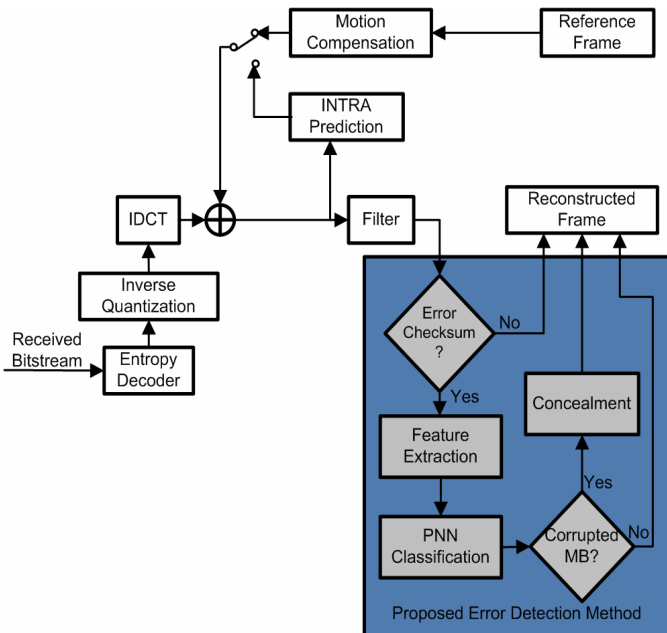 Motion
Compensation
Reference
Frame
INTRA
Prediction
IDCT
Filter
Reconstructed
Frame
Inverse
Quantization
Received
Bitstream
Entropy
Decoder
Error
Checksum
?
No
Yes
Feature
Extraction
Concealment
PNN
Classification
Corrupted
MB?
Yes
No
Proposed Error Detection Method